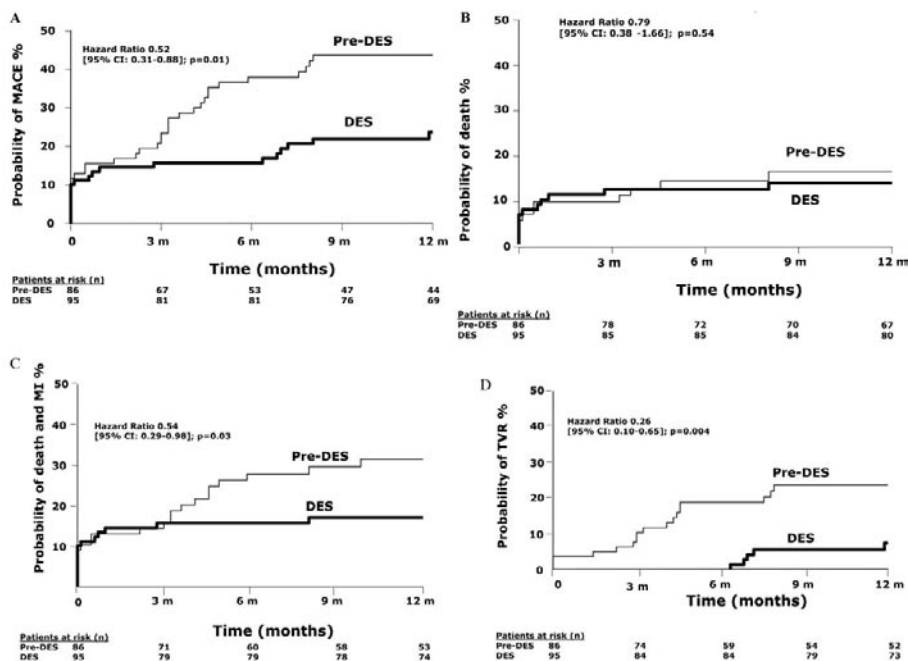 A
Probability of MACE %
50
40
30
20
10
0
Hazard Ratio 0.52
[95% CI: 0.31-0.88]; p=0.01)
Pre-DES
DES
0 3 m 6 m 9 m 12 m
Time (months)
Patients at risk (n)
Pre-DES 86 67 53 47 44
DES 95 81 81 76 69
B
Probability of death %
50
40
30
20
10
0
Hazard Ratio 0.79
[95% CI: 0.38 -1.66]; p=0.54
Pre-DES
DES
0 3 m 6 m 9 m 12 m
Time (months)
Patients at risk (n)
Pre-DES 86 78 72 70 67
DES 95 85 85 84 80
C
Probability of death and MI %
50
40
30
20
10
Hazard Ratio 0.54
[95% CI: 0.29-0.98]; p=0.03
Pre-DES
DES
0 3 m 6 m 9 m 12 m
Time (months)
Patients at risk (n)
Pre-DES 86 71 60 58 53
DES 95 79 79 78 74
D
Probability of TVR %
50
40
30
20
10
0
Hazard Ratio 0.26
[95% CI: 0.10-0.65]; p=0.004
Pre-DES
DES
0 3 m 6 m 9 m 12 m
Time (months)
Patients at risk (n)
Pre-DES 86 74 59 54 52
DES 95 84 84 79 73